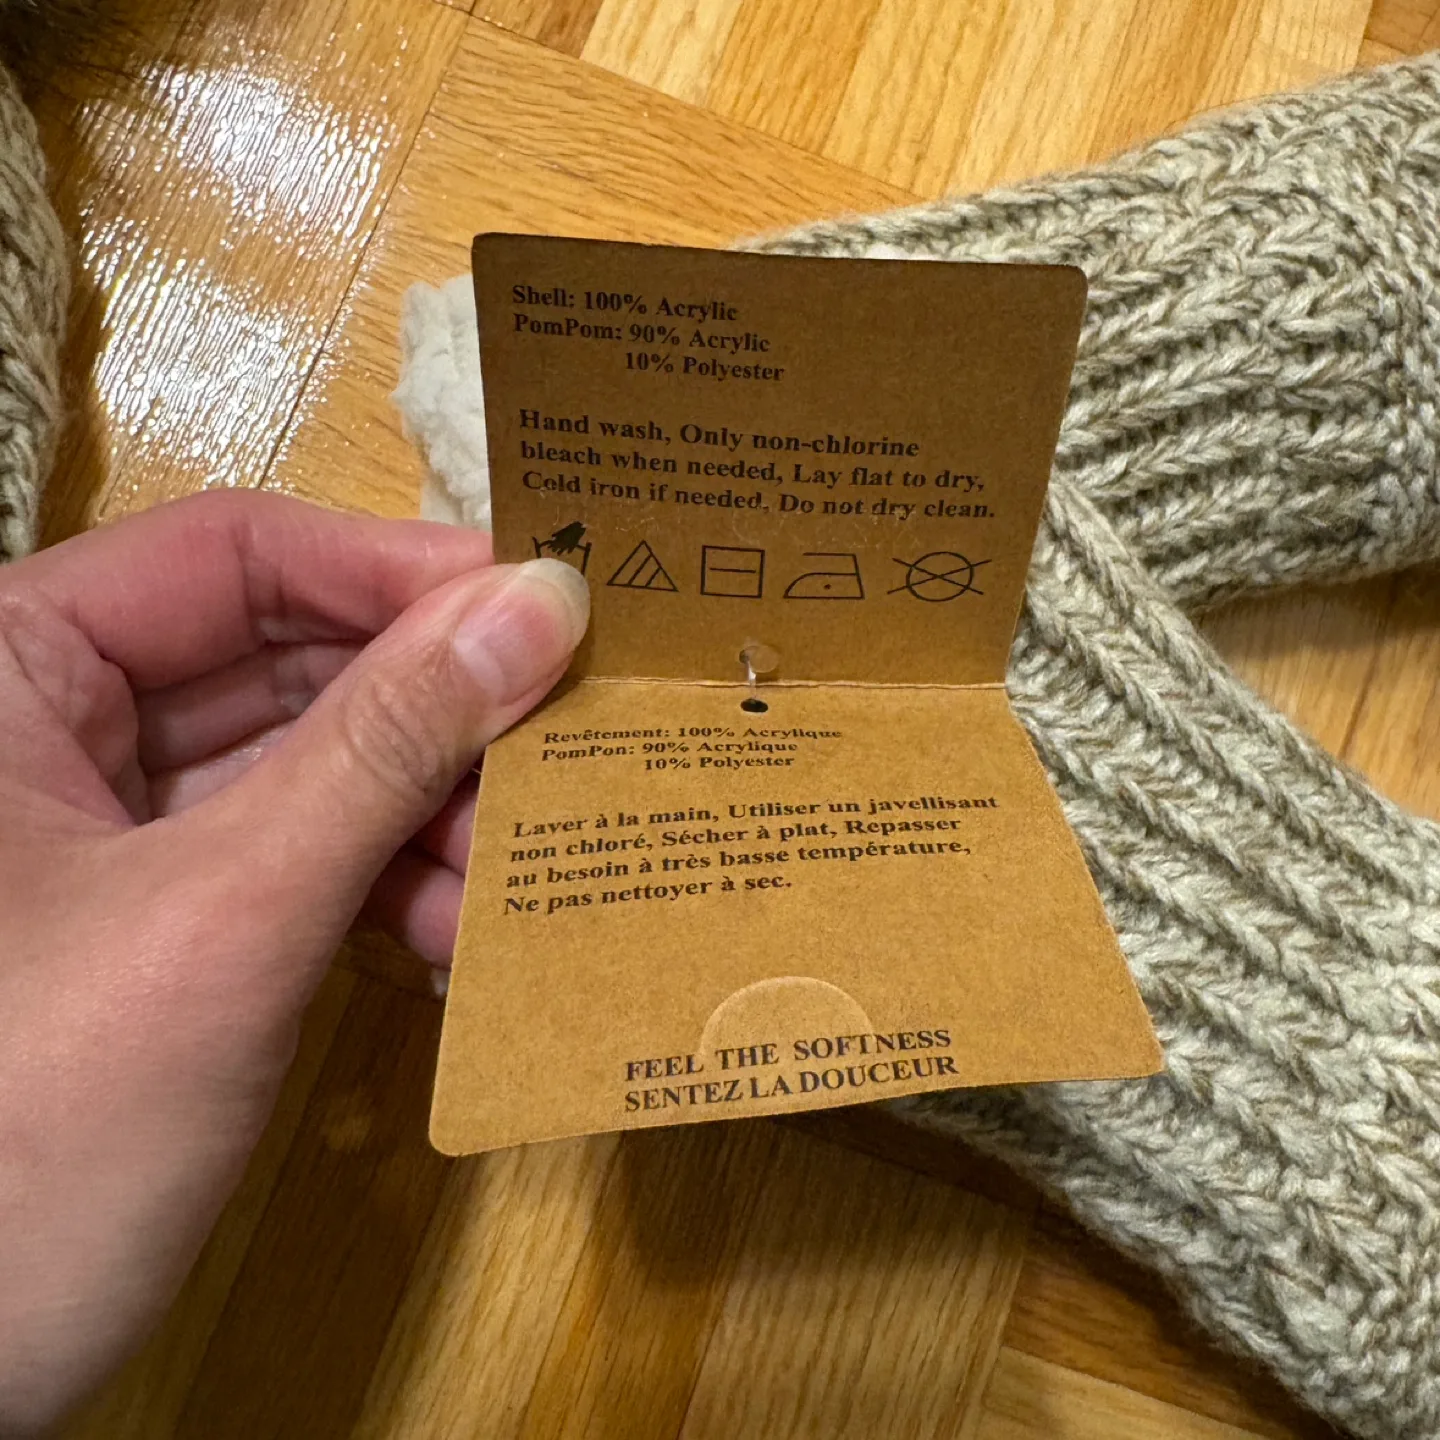 Shell: 100% Acrylic
PomPom: 90% Acrylic
10% Polyester
Hand wash, Only non-chlorine
bleach when needed, Lay flat to dry,
Cold iron if needed, Do not dry clean.
Revêtement: 100% Acrylique
PomPon: 90% Acrylique
10% Polyester
Laver à la main, Utiliser un javellisant
non chloré, Sécher à plat, Repasser
au besoin à très basse température,
Ne pas nettoyer à sec.
FEEL THE SOFTNESS
SENTEZ LA DOUCEUR